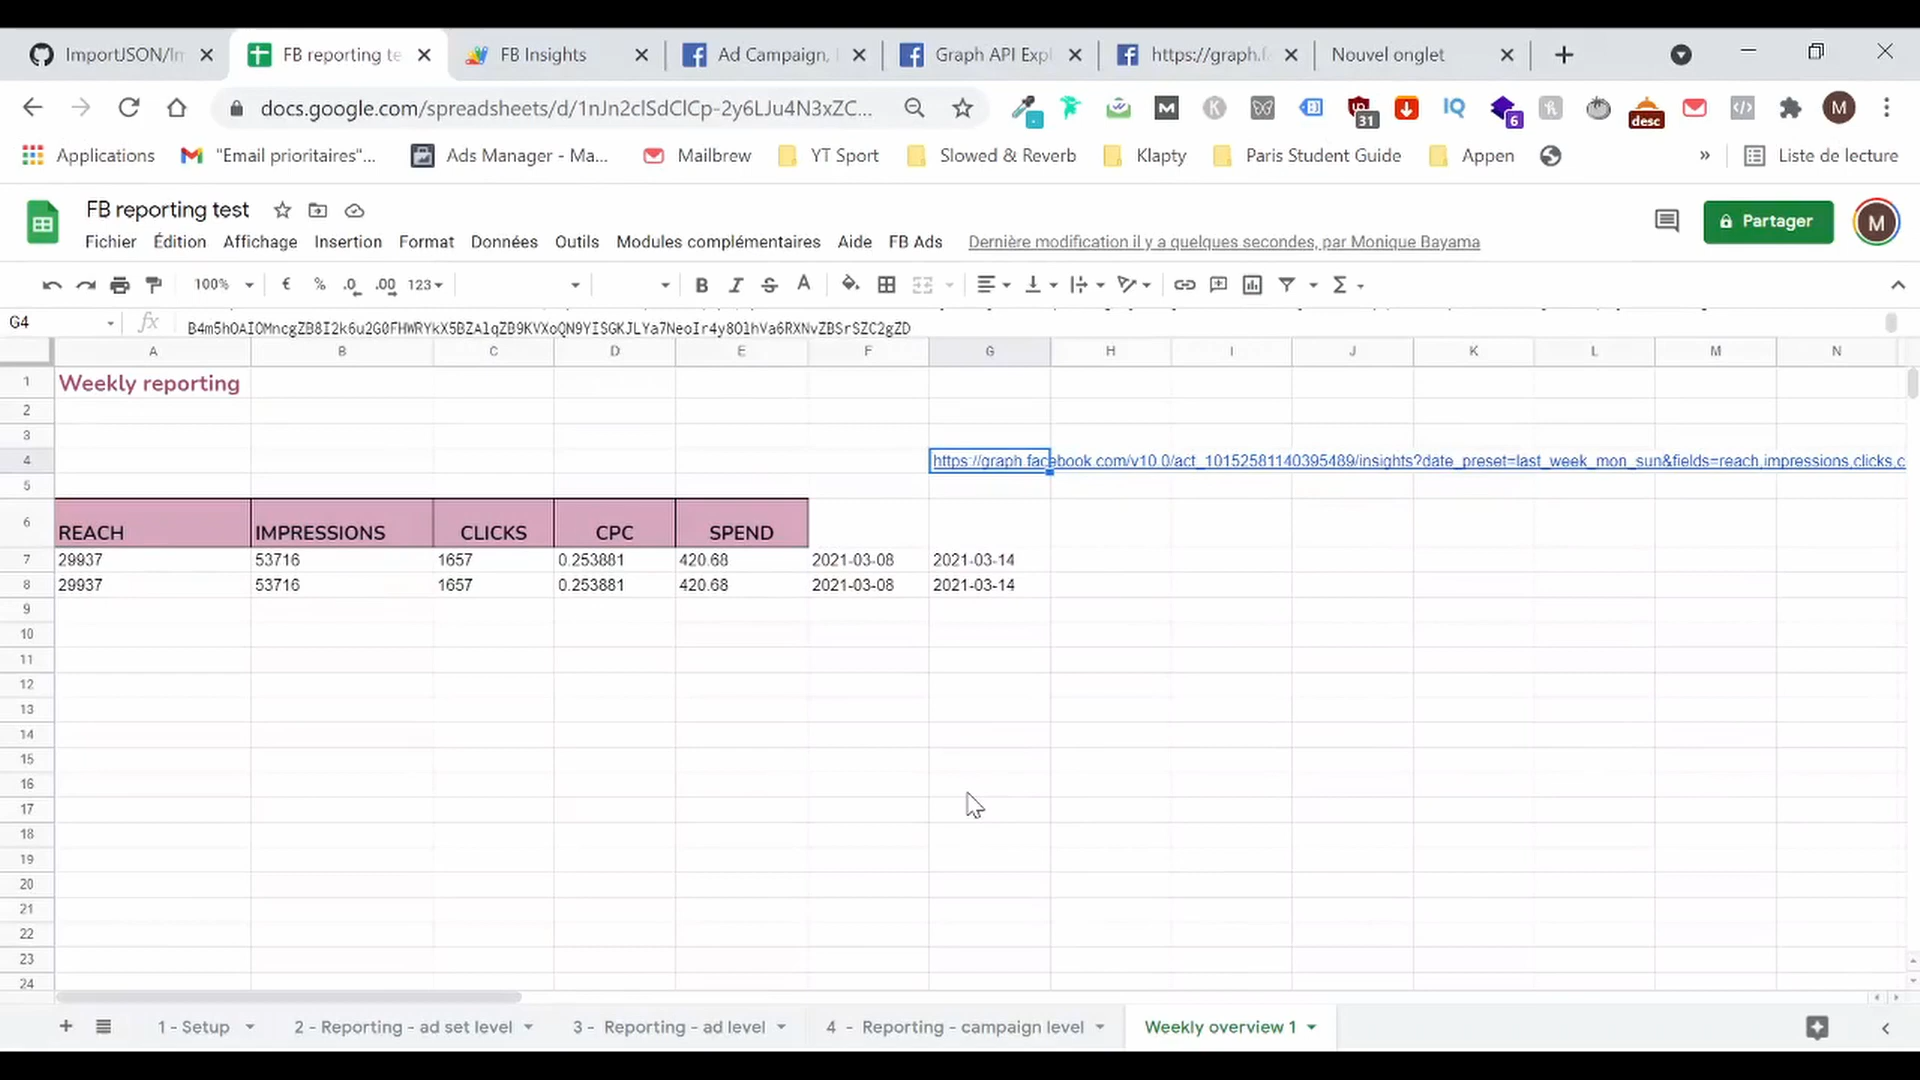 ImportJSON/Im
FB reporting te
FB Insights
Ad Campaign,
Graph API Expl
https://graph.f
Nouvel onglet
docs.google.com/spreadsheets/d/1nJn2clSdClCp-2y6LJu4N3xZC...
31
6
desc
M
Applications
"Email prioritaires"...
Ads Manager - Ma...
Mailbrew
YT Sport
Slowed & Reverb
Klapty
Paris Student Guide
Appen
»
Liste de lecture
FB reporting test
Partager
M
Fichier Édition Affichage Insertion Format Données Outils Modules complémentaires Aide FB Ads
Dernière modification il y a quelques secondes, par Monique Bayama
100% € % .0 .00 123
G4
fx
A B C D E F G H I J K L M N
1 Weekly reporting
2
3
4 https://graph.facebook.com/v10.0/act_10152581140395489/insights?date_preset=last_week_mon_sun&fields=reach,impressions,clicks,c
5
6 REACH IMPRESSIONS CLICKS CPC SPEND
7 29937 53716 1657 0.253881 420.68 2021-03-08 2021-03-14
8 29937 53716 1657 0.253881 420.68 2021-03-08 2021-03-14
9
10
11
12
13
14
15
16
17
18
19
20
21
22
23
24
1 - Setup
2 - Reporting - ad set level
3 - Reporting - ad level
4 - Reporting - campaign level
Weekly overview 1